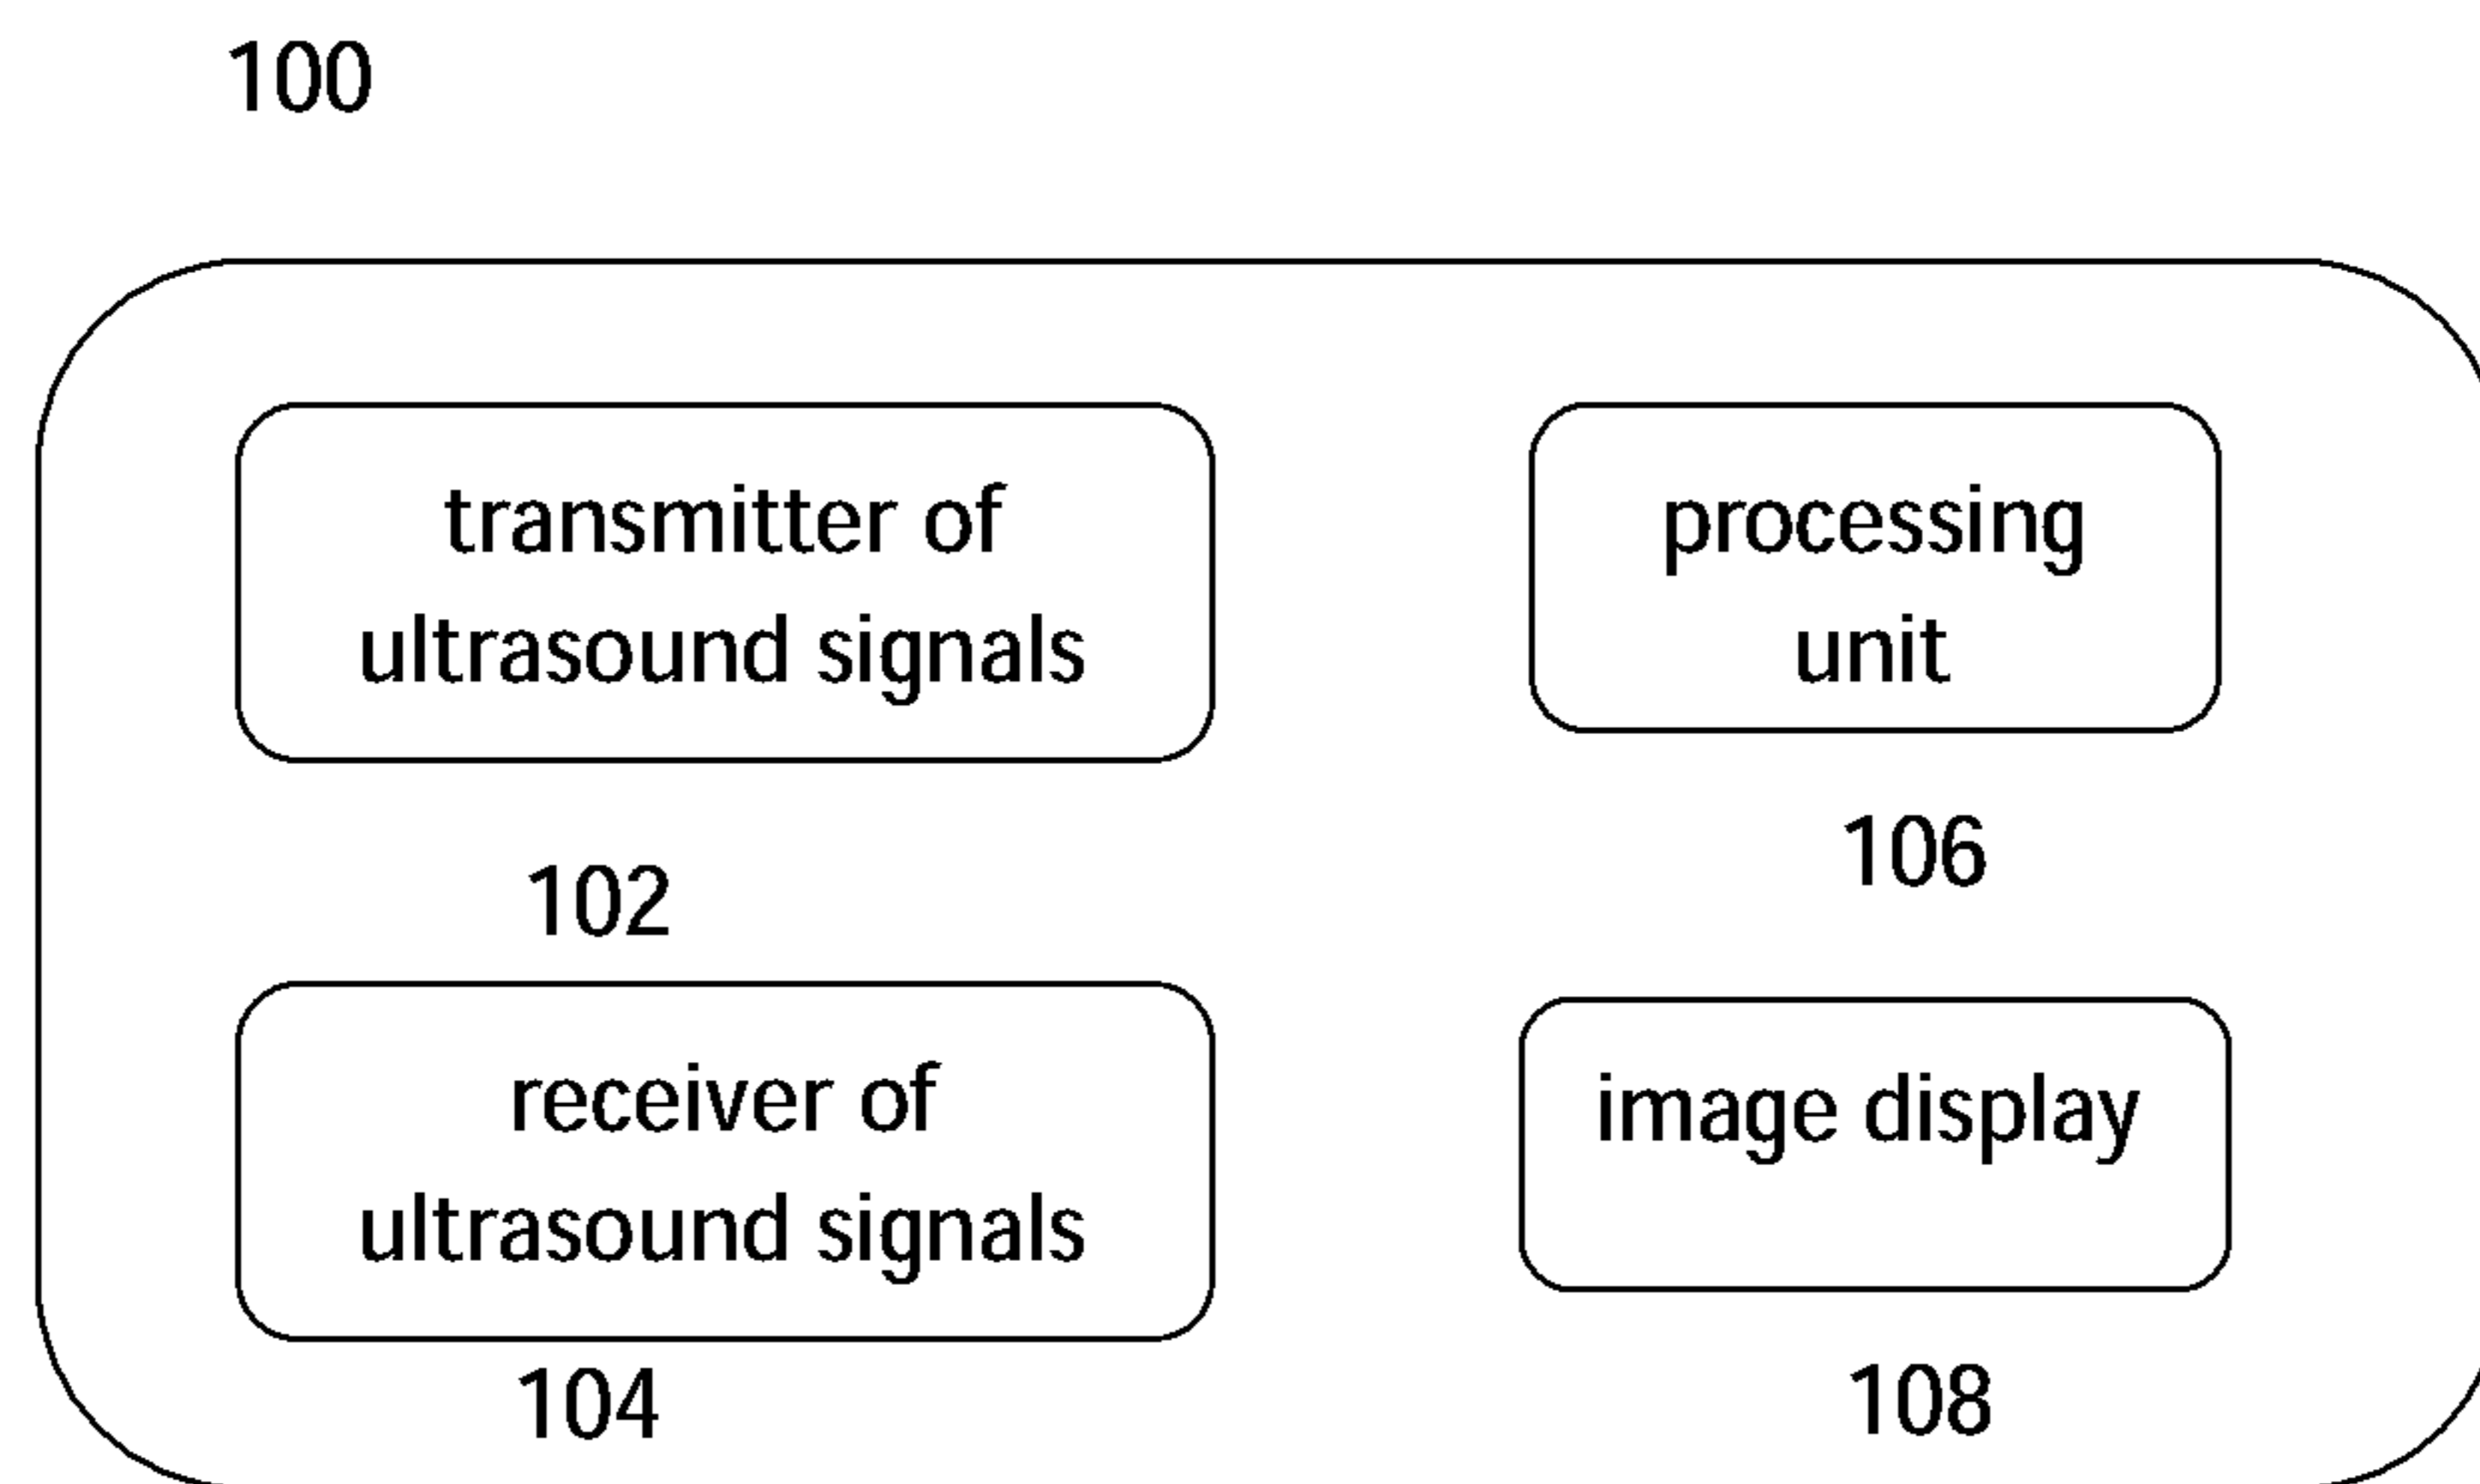 100
transmitter of
ultrasound signals
102
processing
unit
106
receiver of
ultrasound signals
104
image display
108